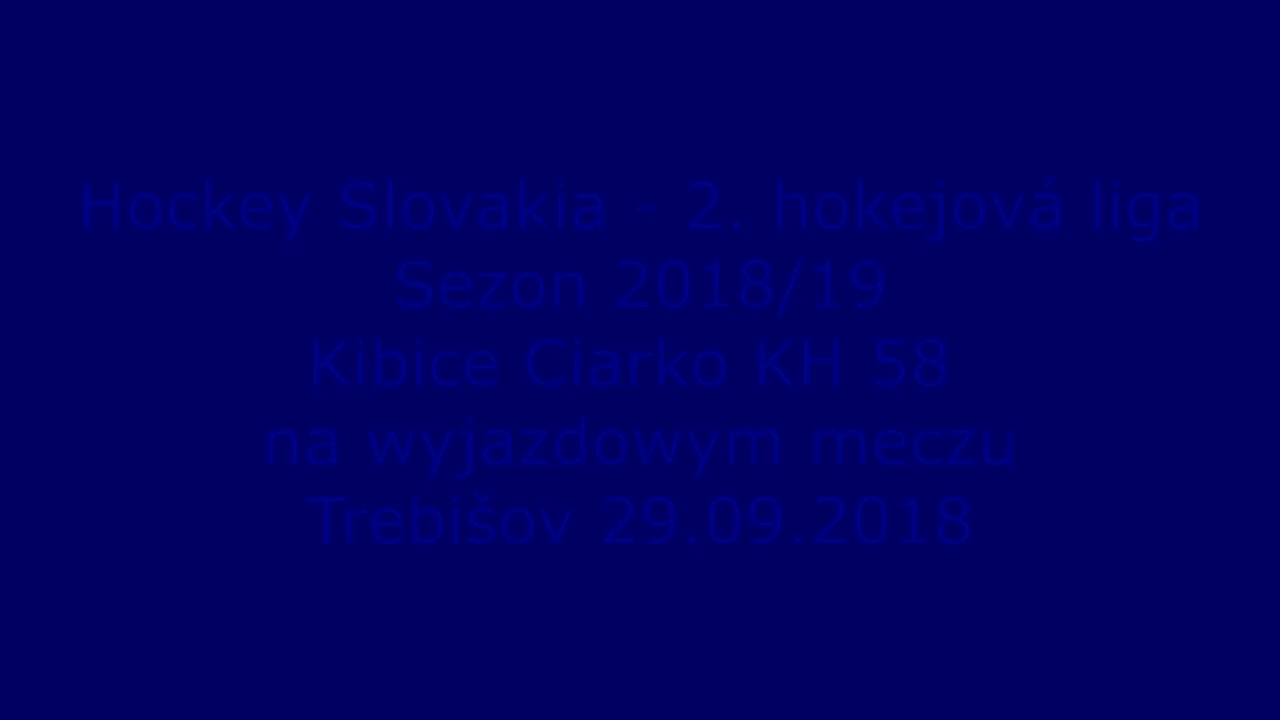 Hockey Slovakia - 2. hokejová liga
Sezon 2018/19
Kibice Ciarko KH 58
na wyjazdowym meczu
Trebišov 29.09.2018